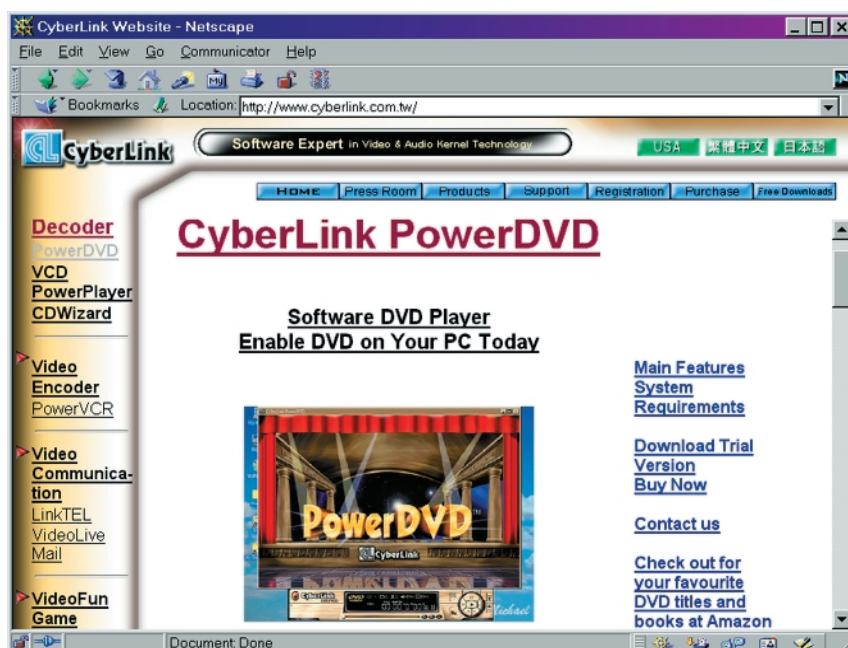 CyberLink Website - Netscape
File Edit View Go Communicator Help
My
N
Bookmarks Location: http://www.cyberlink.com.tw/
CL CyberLink
Software Expert in Video & Audio Kernel Technology
USA 繁體中文 日本語
HOME Press Room Products Support Registration Purchase Free Downloads
Decoder
PowerDVD
VCD
PowerPlayer
CDWizard
Video
Encoder
PowerVCR
Video
Communica-
tion
LinkTEL
VideoLive
Mail
VideoFun
Game
CyberLink PowerDVD
Software DVD Player
Enable DVD on Your PC Today
PowerDVD
CyberLink
CyberLink
Michael
Main Features
System
Requirements
Download Trial
Version
Buy Now
Contact us
Check out for
your favourite
DVD titles and
books at Amazon
Document: Done